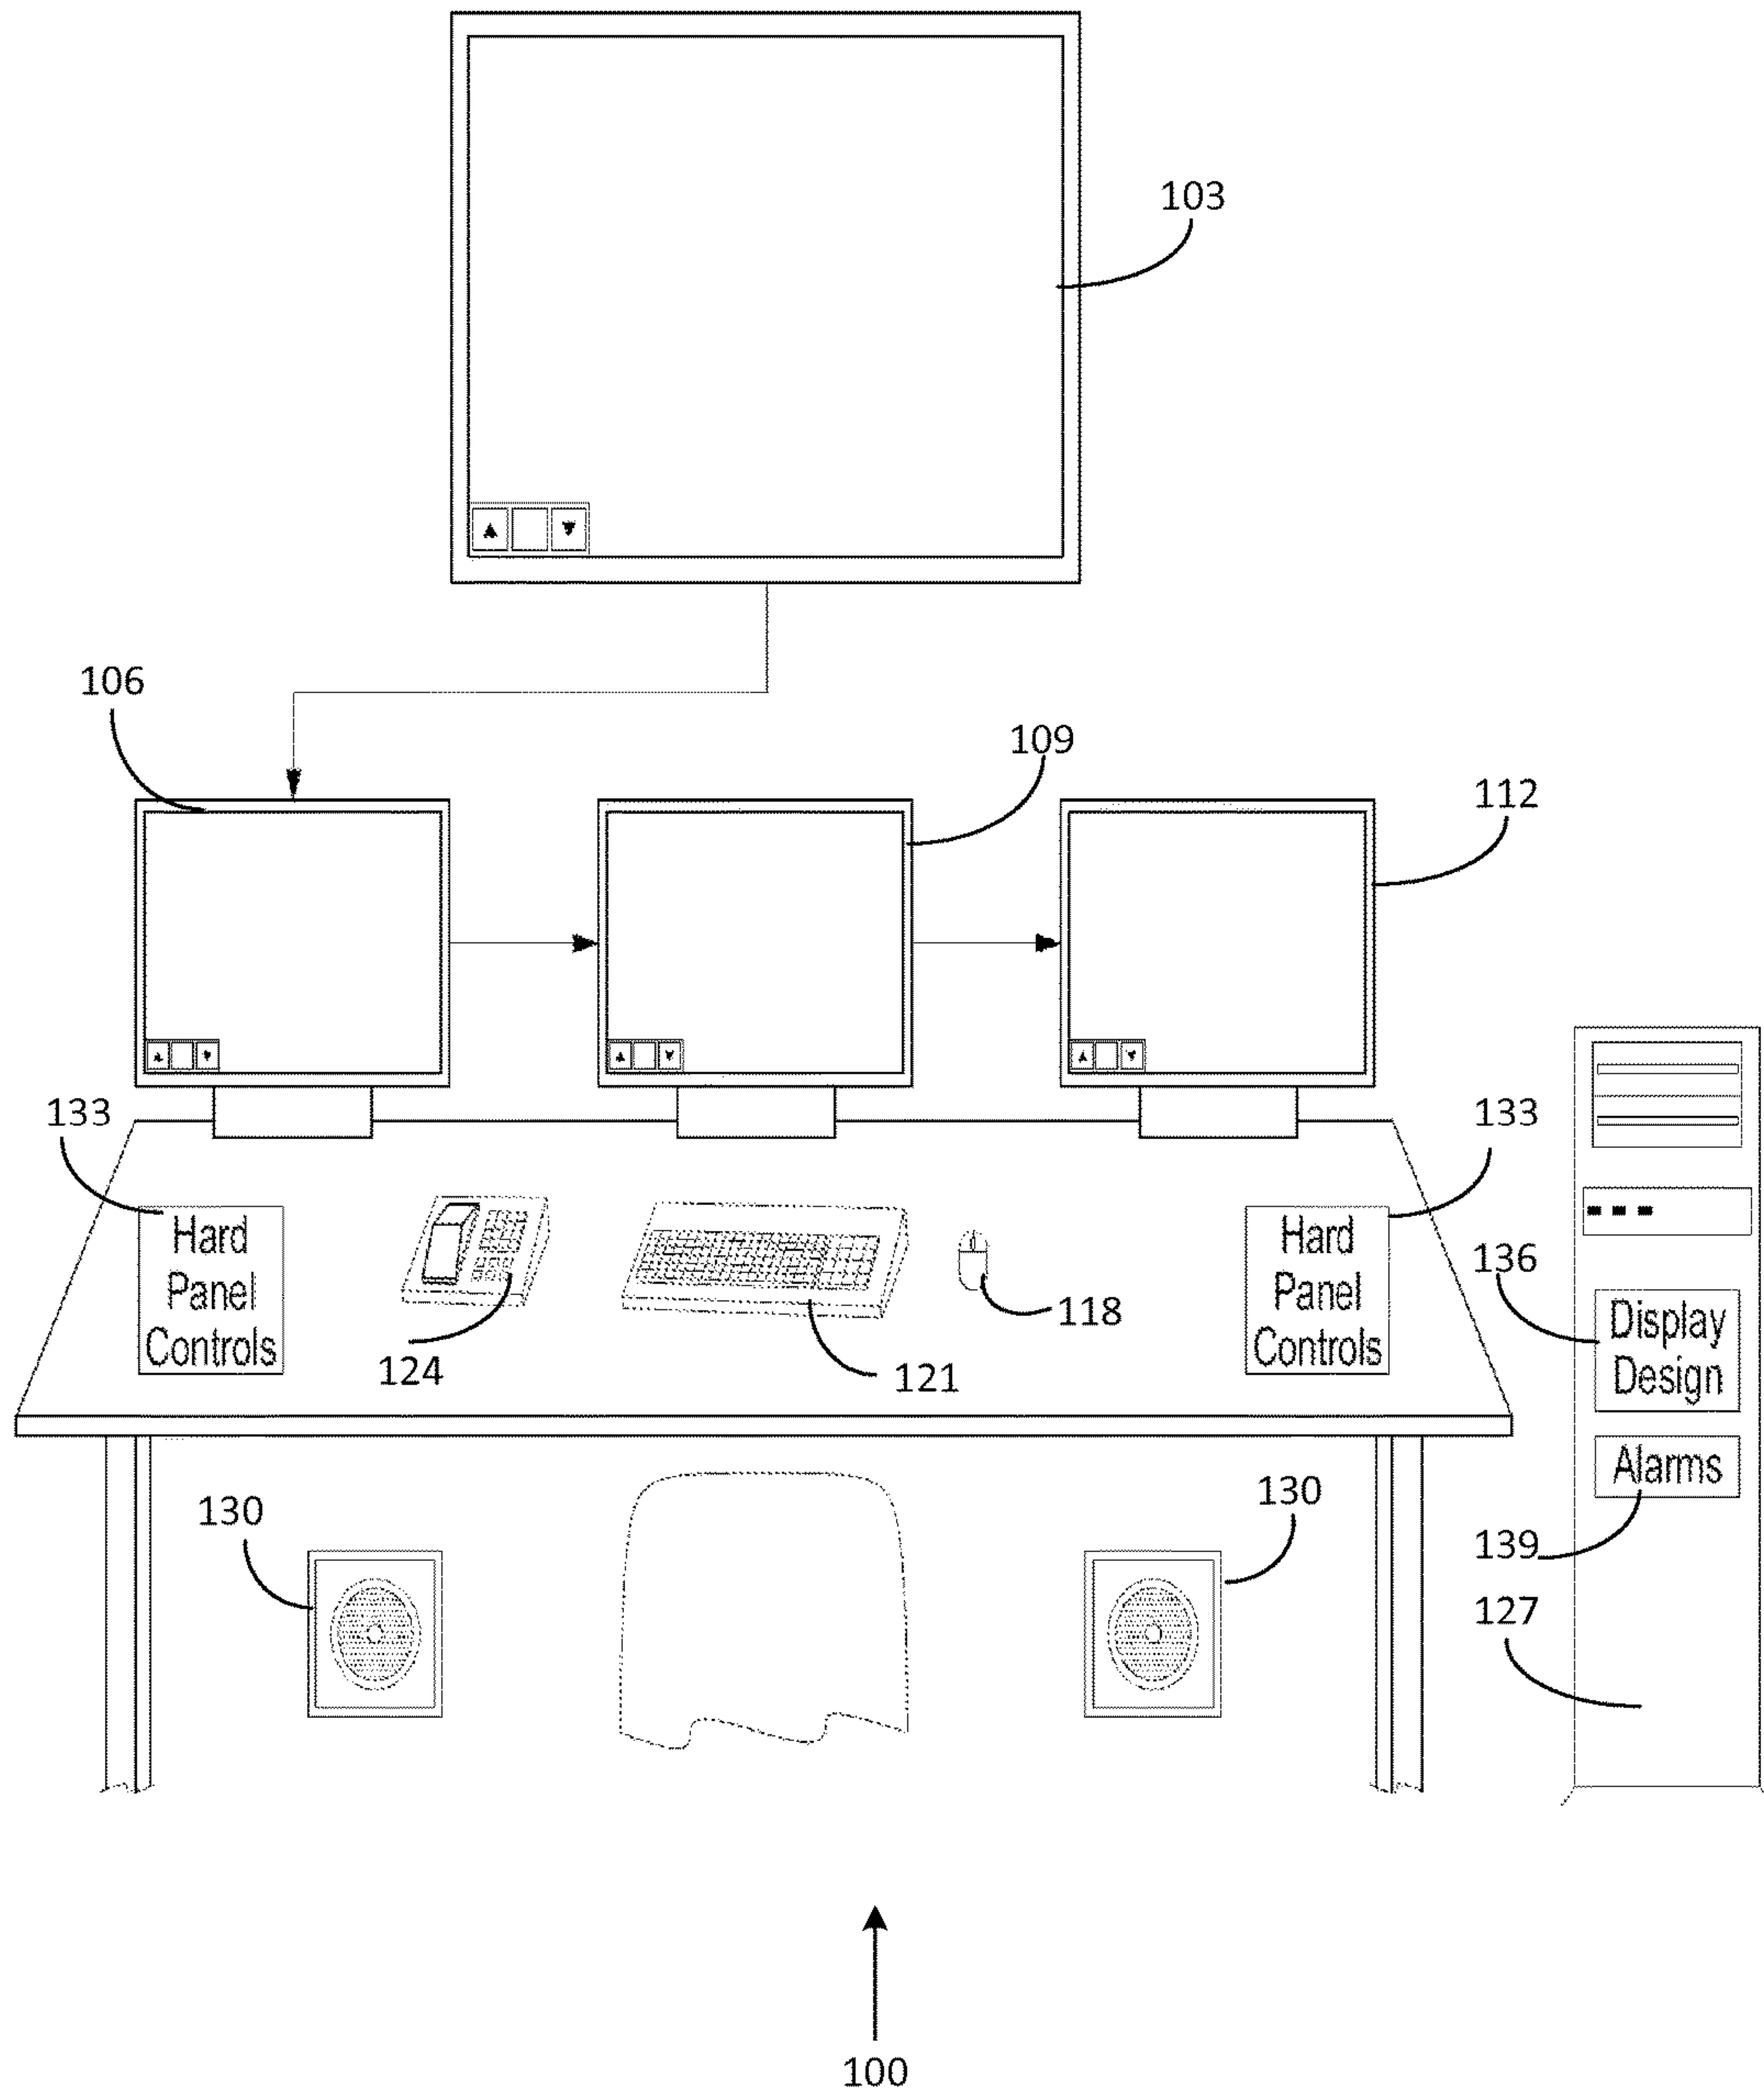 103
106
109
112
133
133
Hard
Panel
Controls
Hard
Panel
Controls
136
Display
Design
118
124
121
Alarms
130
130
139
127
100